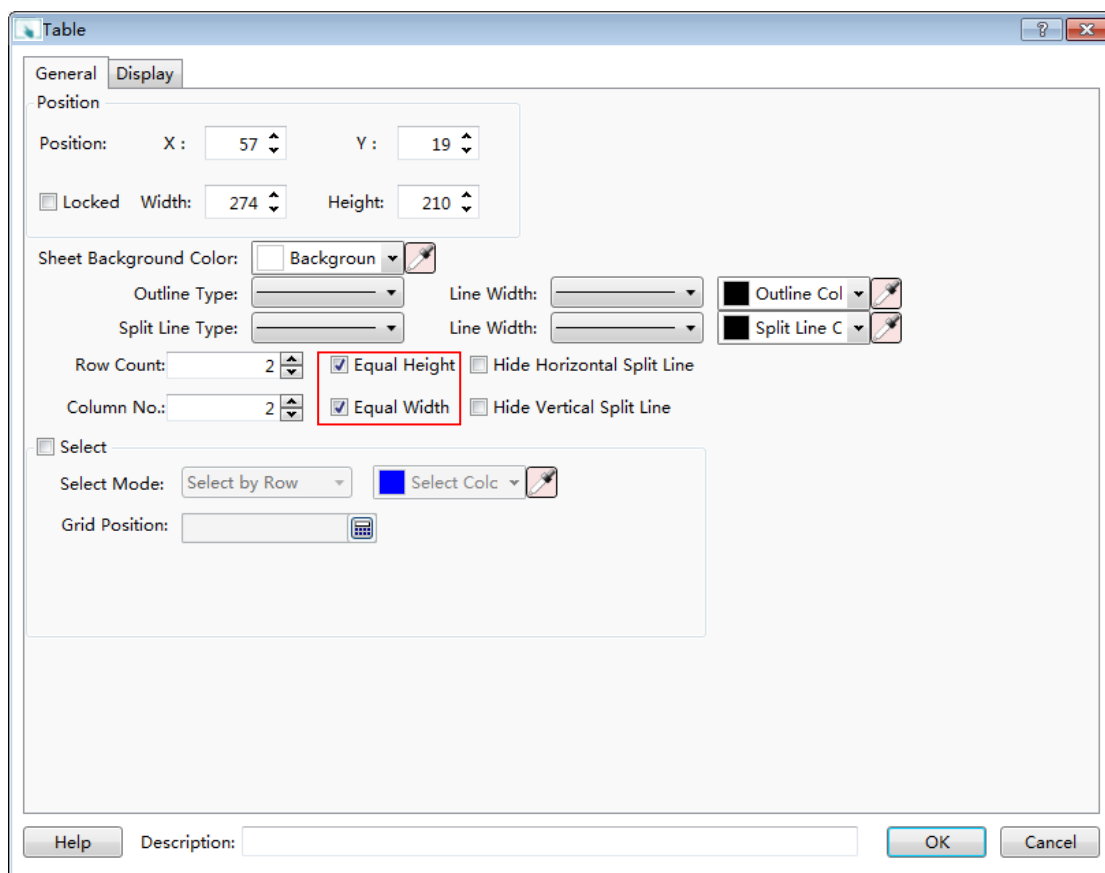 Table
General Display
Position
Position: X : 57 Y : 19
Locked Width: 274 Height: 210
Sheet Background Color: Backgroun
Outline Type: Line Width: Outline Col
Split Line Type: Line Width: Split Line C
Row Count: 2 Equal Height Hide Horizontal Split Line
Column No.: 2 Equal Width Hide Vertical Split Line
Select
Select Mode: Select by Row Select Colc
Grid Position:
Help Description: OK Cancel